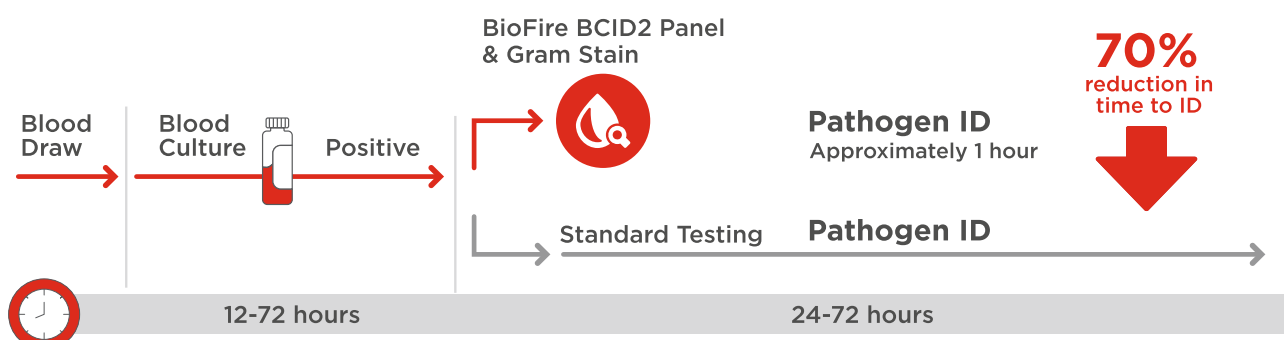 BioFire BCID2 Panel
& Gram Stain
70%
reduction in
time to ID
Blood
Draw
Blood
Culture
Positive
Pathogen ID
Approximately 1 hour
Standard Testing
Pathogen ID
12-72 hours
24-72 hours